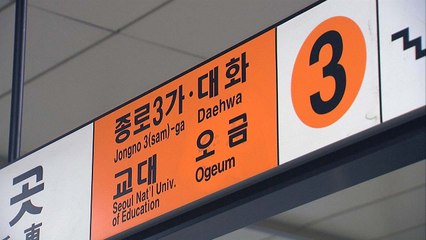 종로3가·대화
Jongno 3(sam)-ga Daehwa
교대 오금
Seoul Nat'l Univ. of Education Ogeum
3
곳